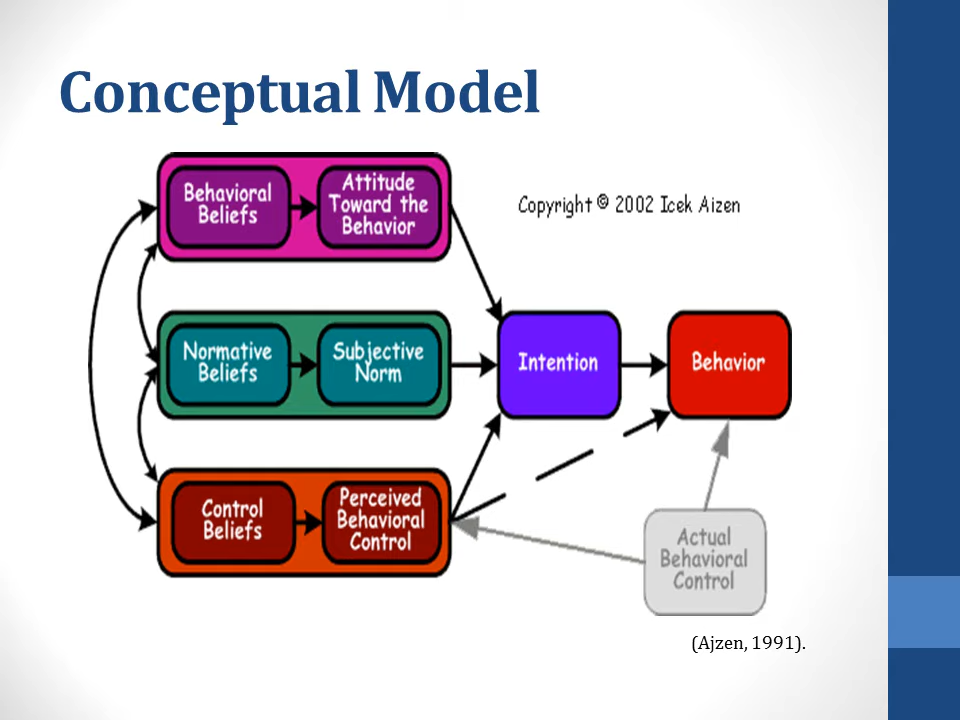 Conceptual Model
Behavioral
Beliefs
Attitude
Toward the
Behavior
Copyright © 2002 Icek Aizen
Normative
Beliefs
Subjective
Norm
Intention
Behavior
Control
Beliefs
Perceived
Behavioral
Control
Actual
Behavioral
Control
(Ajzen, 1991).